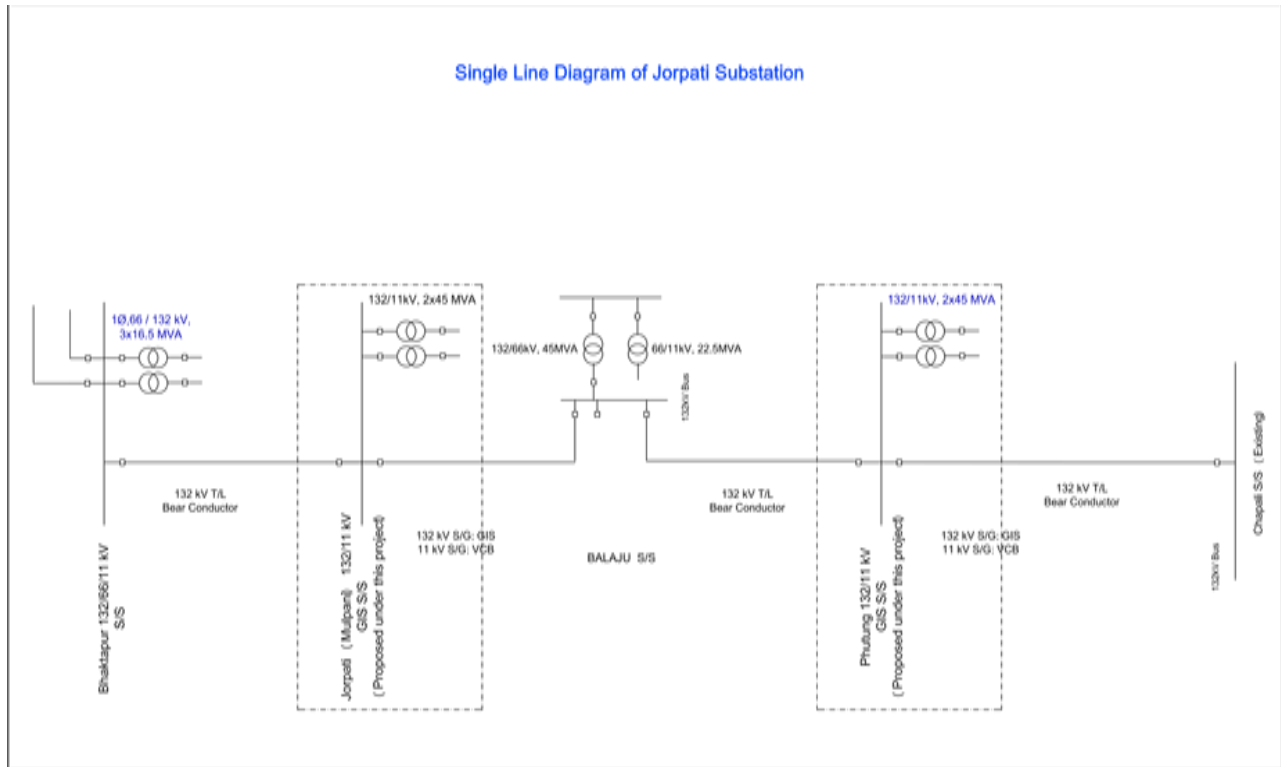 Single Line Diagram of Jorpati Substation
1Ø,66 / 132 kV,
3x16.5 MVA
132/11kV, 2x45 MVA
132/66kV, 45MVA
66/11kV, 22.5MVA
132kV Bus
132/11kV, 2x45 MVA
132 kV T/L
Bear Conductor
132 kV S/G: GIS
11 kV S/G: VCB
BALAJU S/S
132 kV T/L
Bear Conductor
132 kV S/G: GIS
11 kV S/G: VCB
132 kV T/L
Bear Conductor
Bhaktapur 132/66/11 kV
S/S
Jorpati ( Mulpani) 132/11 kV
GIS S/S
( Proposed under this project)
Phutung 132/11 kV
GIS S/S
( Proposed under this project)
132kV Bus
Chapali S/S ( Existing)